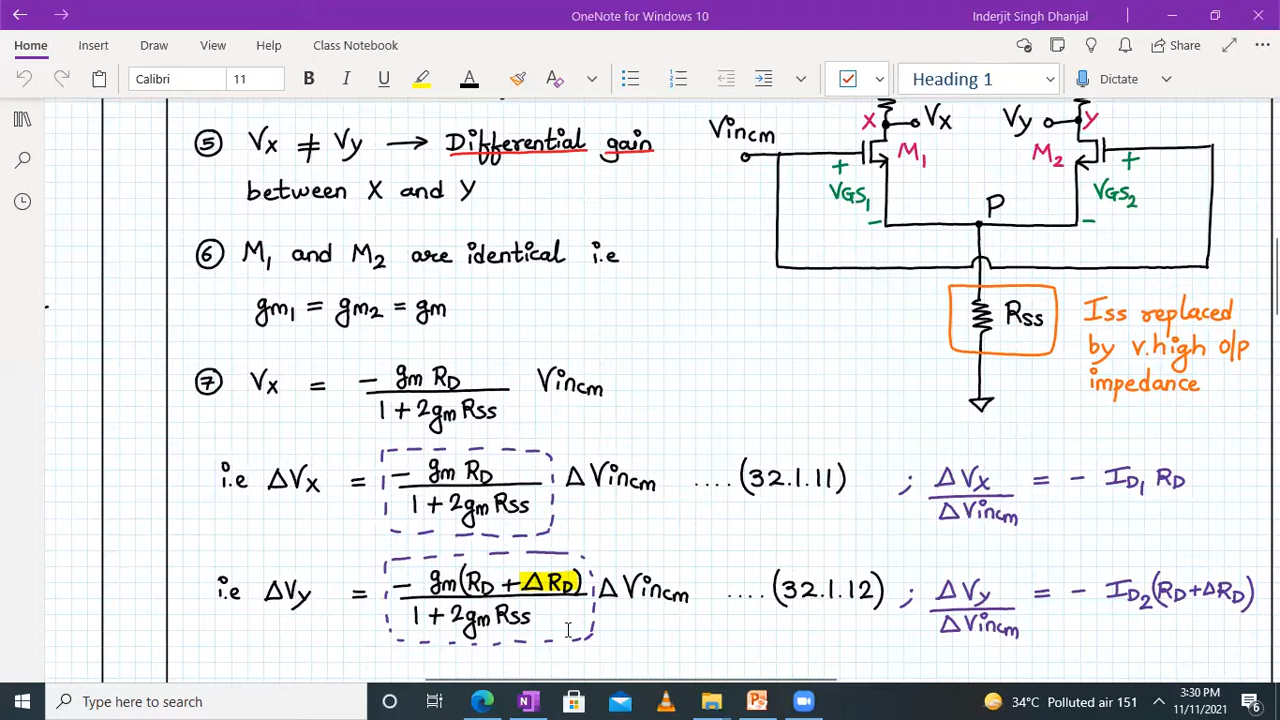 OneNote for Windows 10
Inderjit Singh Dhanjal
Home Insert Draw View Help Class Notebook
Share
Calibri 11 B I U A Heading 1 Dictate
⑤ Vx ≠ Vy → Differential gain
between X and Y
⑥ M1 and M2 are identical i.e
gm1 = gm2 = gm
⑦ Vx = - gm RD / 1 + 2gm Rss Vincm
i.e ΔVx = - gm RD / 1 + 2gm Rss ΔVincm ....(32.1.11) ; ΔVx / ΔVincm = - ID1 RD
i.e ΔVy = - gm(RD + ΔRD) / 1 + 2gm Rss ΔVincm ....(32.1.12) ; ΔVy / ΔVincm = - ID2(RD+ΔRD)
Vincm X Vx Vy Y
M1 M2
+ +
VGS1 VGS2
- P -
Rss
Iss replaced
by v.high o/p
impedance
Type here to search
34°C Polluted air 151
3:30 PM
11/11/2021
6